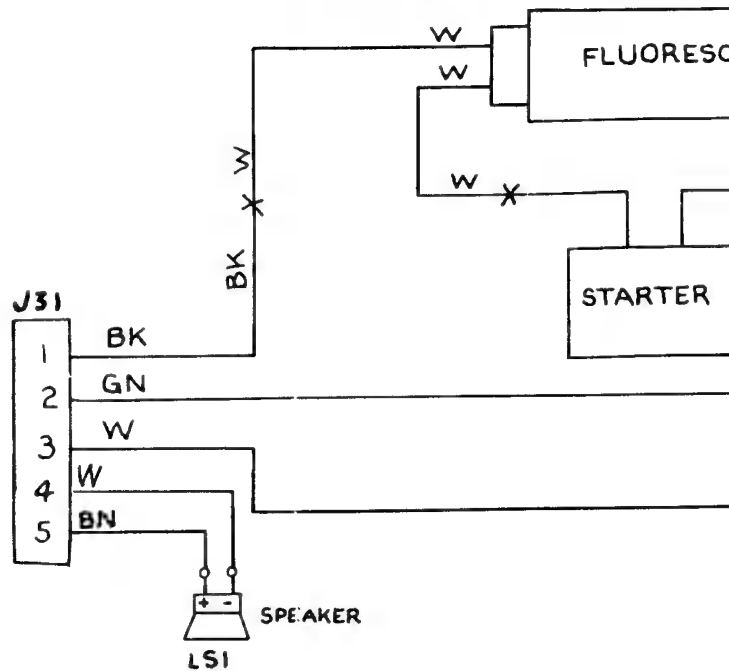 W
FLUORESC
W
W
W
BK
STARTER
J31
1 BK
2 GN
3 W
4 W
5 BN
+ -
SPEAKER
LS1